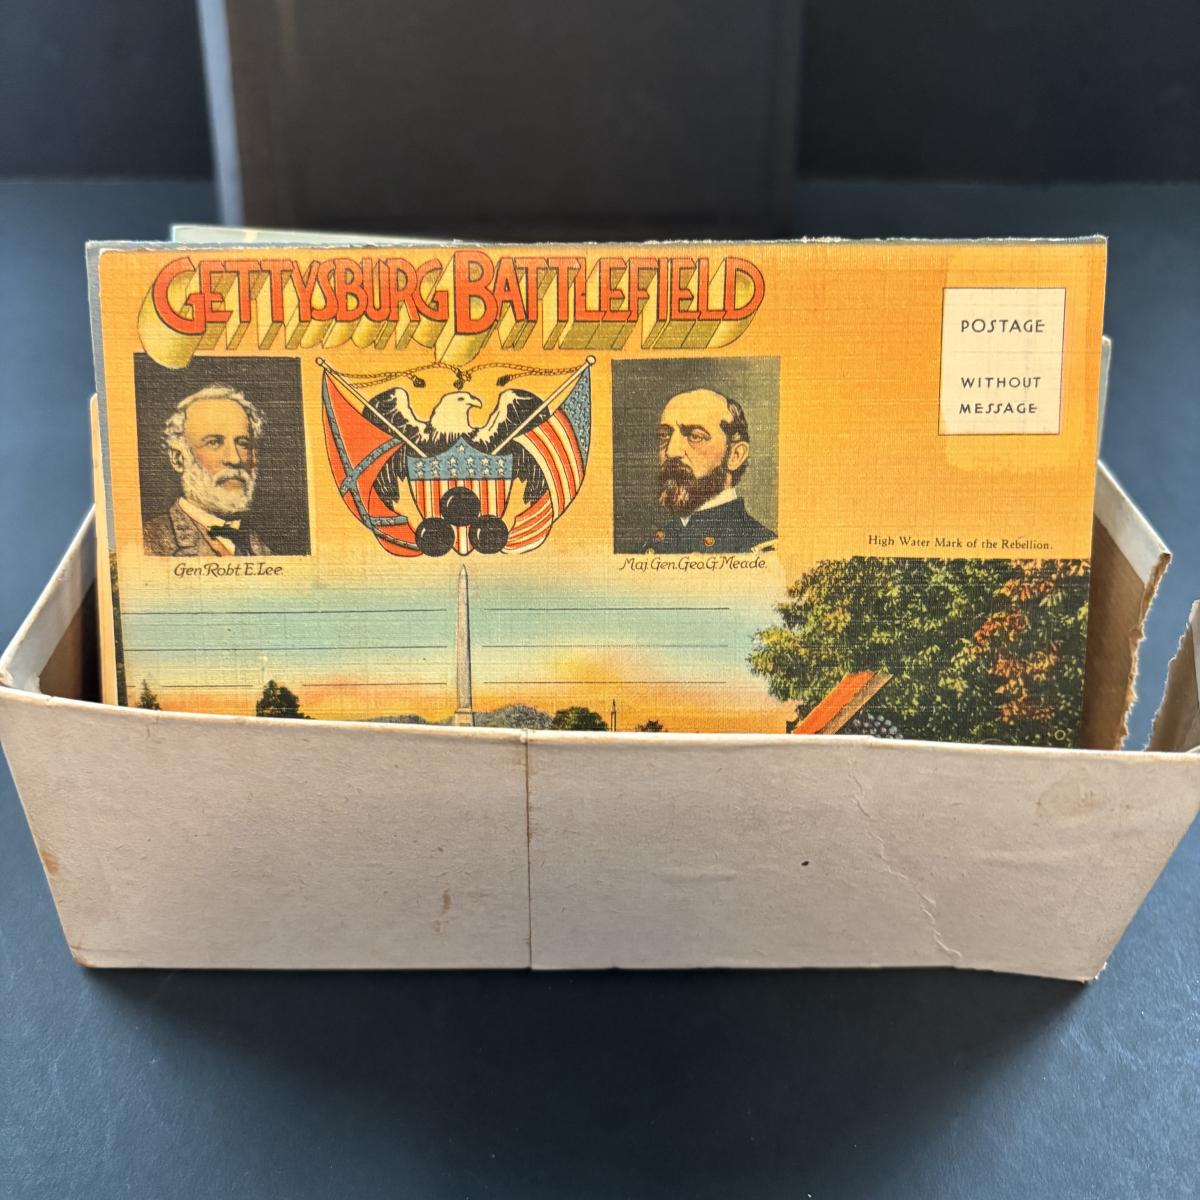 GETTYSBURG BATTLEFIELD
POSTAGE
WITHOUT
MESSAGE
High Water Mark of the Rebellion.
Gen. Robt. E. Lee.
Maj. Gen. Geo. G. Meade.